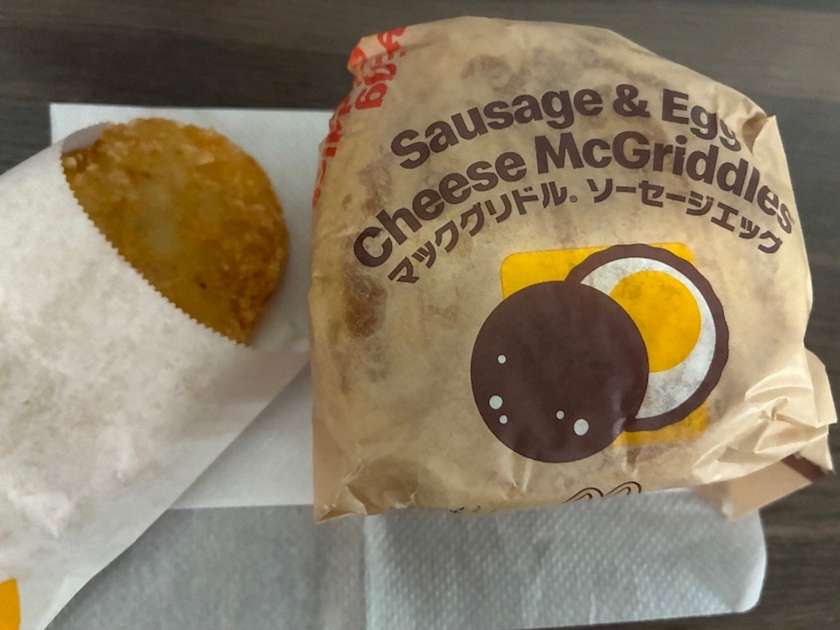 Sausage & Egg
Cheese McGriddles
マックグリドル® ソーセージエッグ